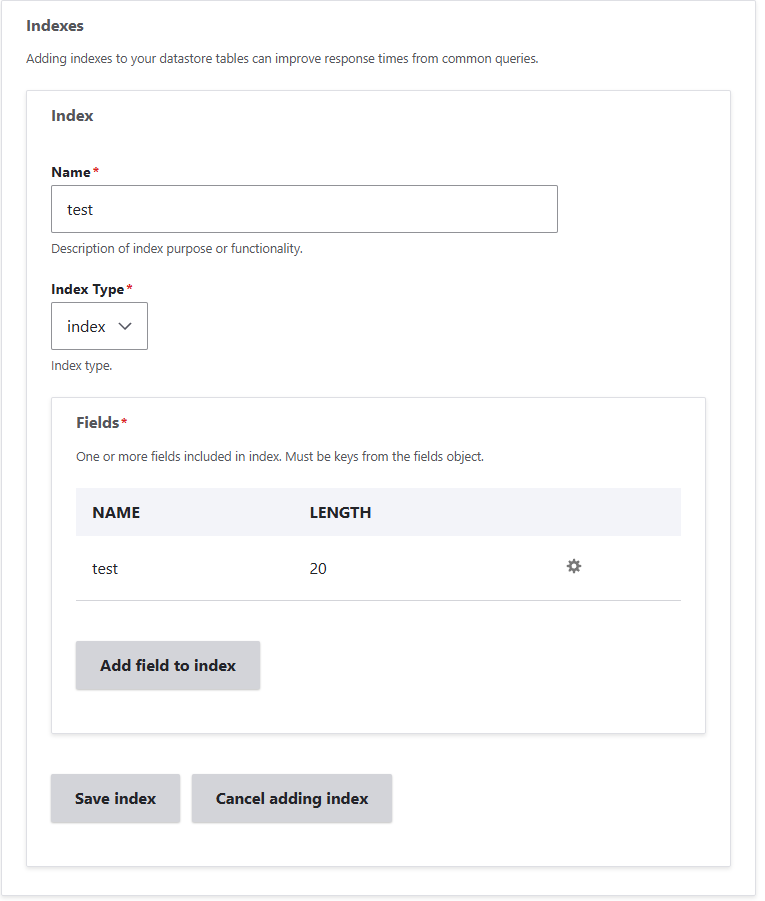 Indexes
Adding indexes to your datastore tables can improve response times from common queries.
Index
Name*
test
Description of index purpose or functionality.
Index Type*
index
Index type.
Fields*
One or more fields included in index. Must be keys from the fields object.
NAME LENGTH
test 20
Add field to index
Save index Cancel adding index